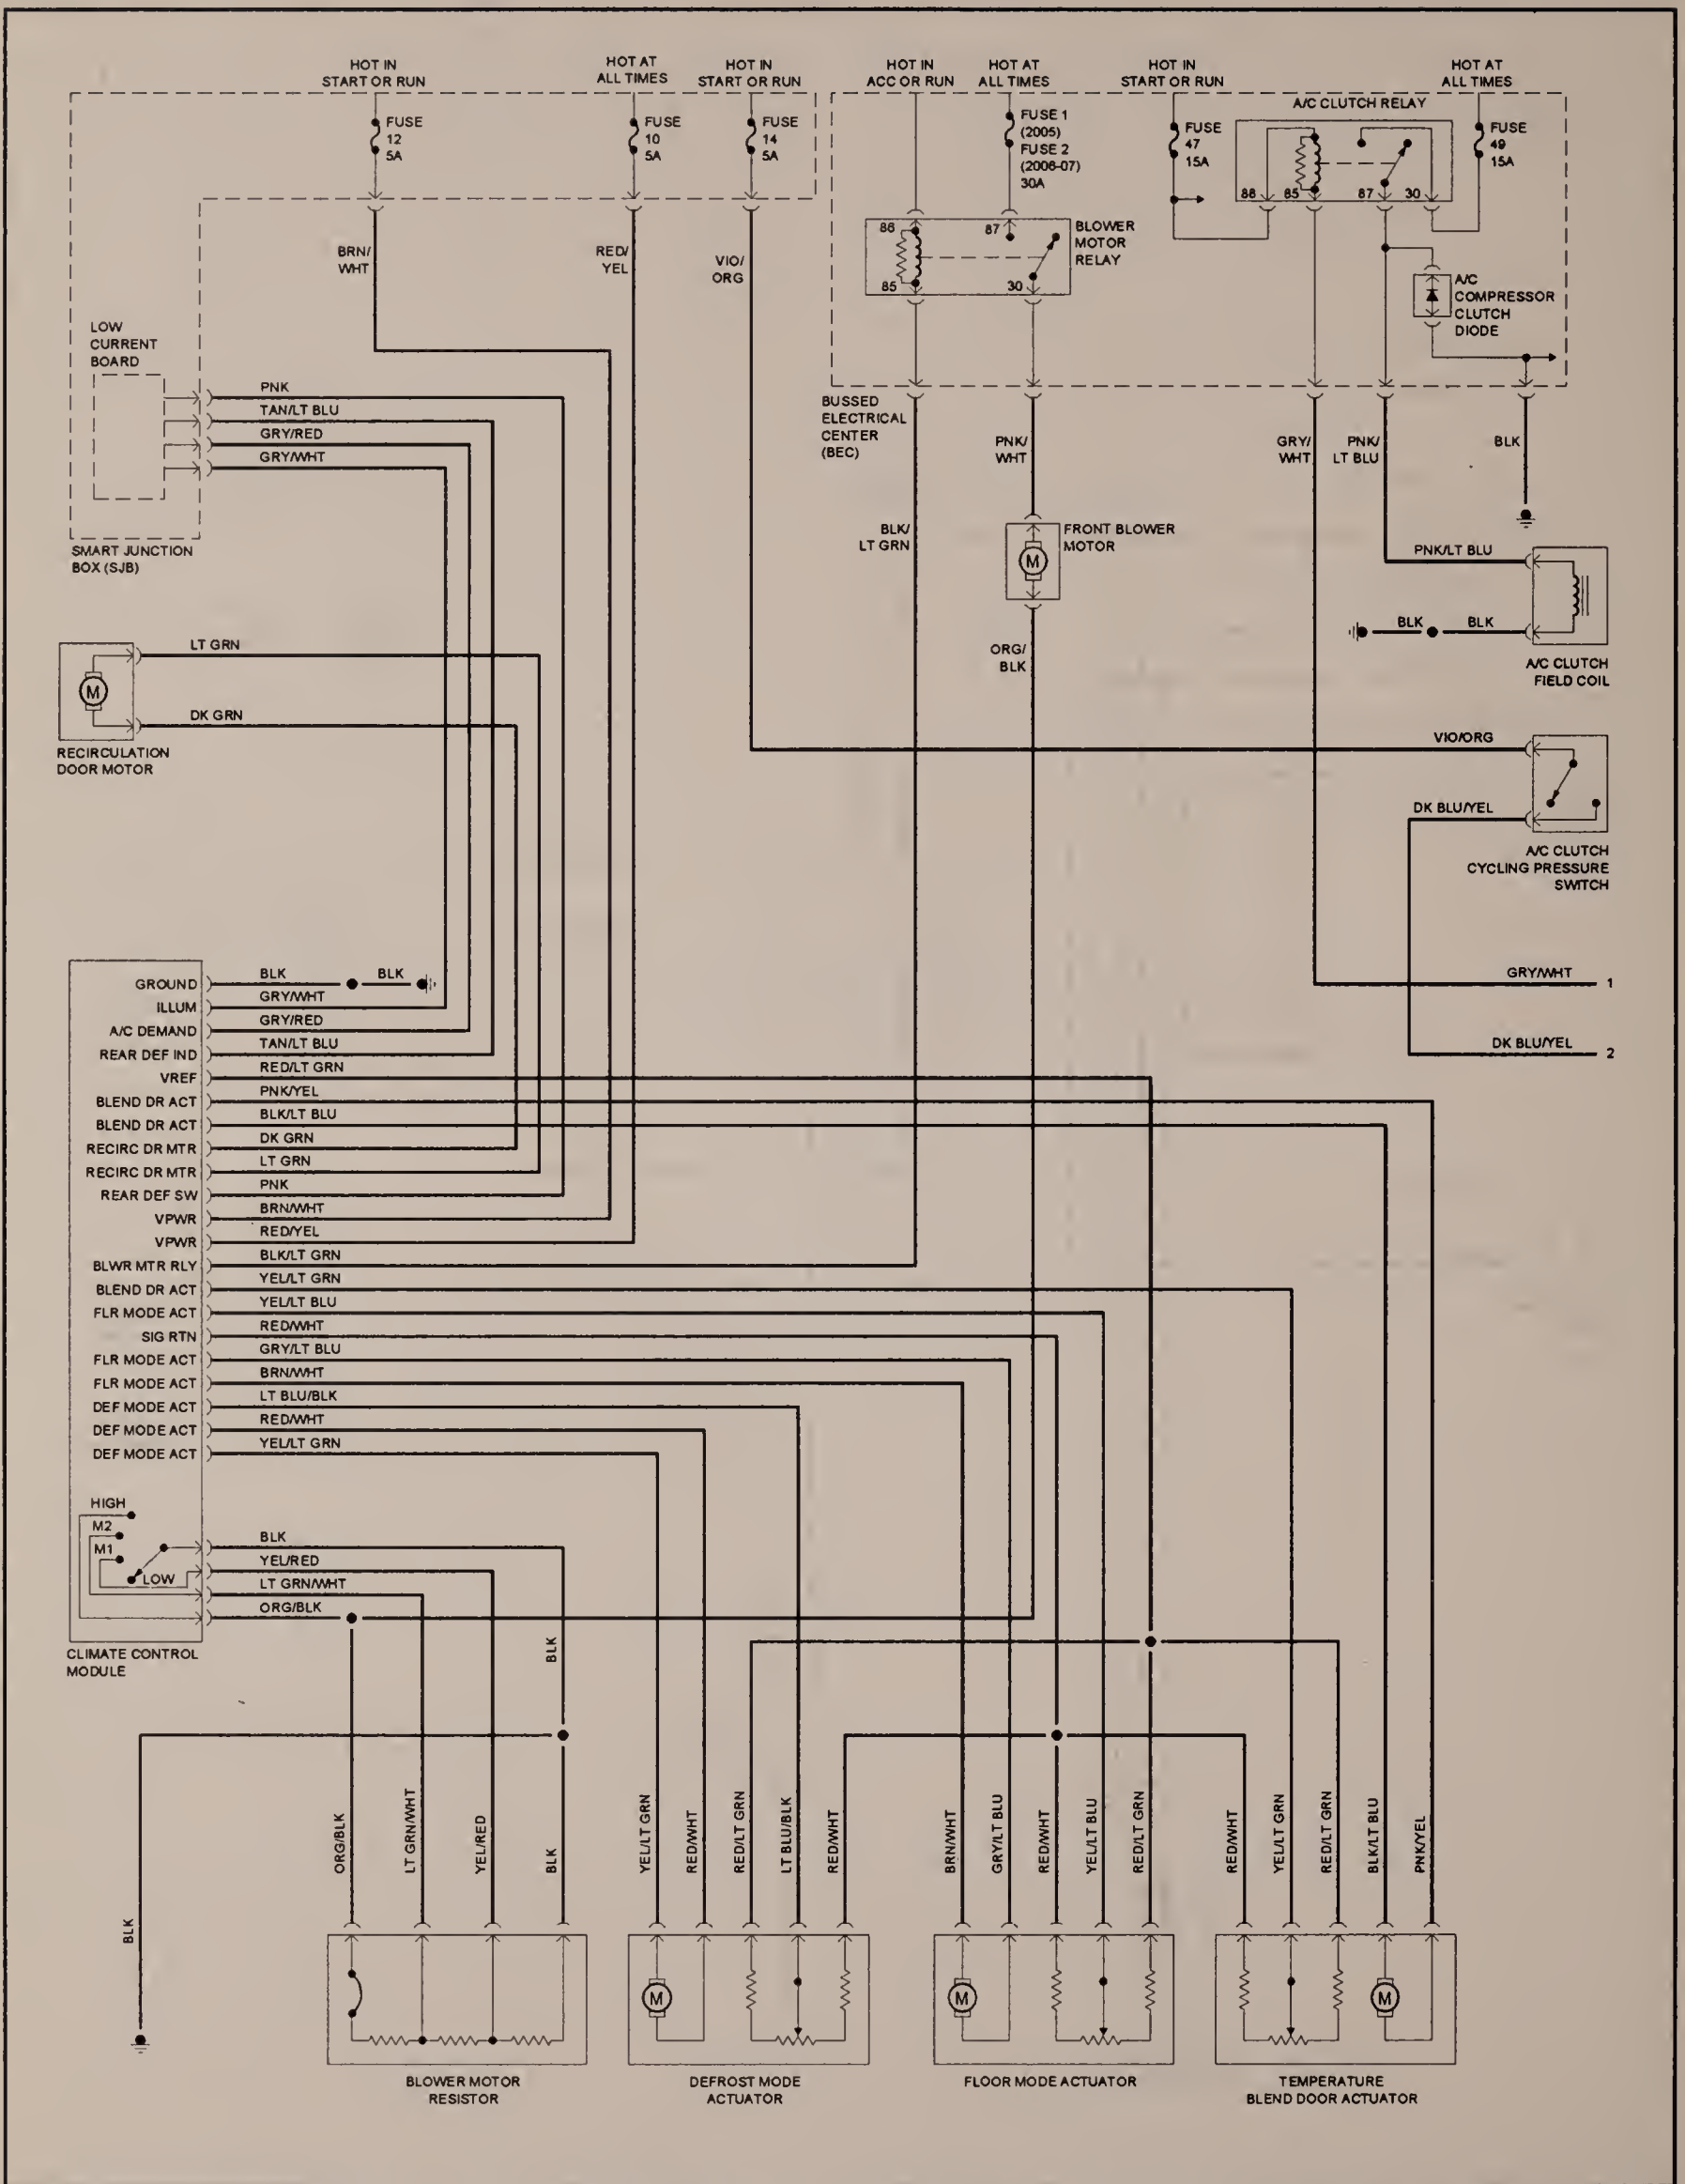 HOT IN
START OR RUN
HOT AT
ALL TIMES
HOT IN
START OR RUN
HOT IN
ACC OR RUN
HOT AT
ALL TIMES
HOT IN
START OR RUN
HOT AT
ALL TIMES
FUSE
12
5A
FUSE
10
5A
FUSE
14
5A
FUSE 1
(2005)
FUSE 2
(2006-07)
30A
FUSE
47
15A
A/C CLUTCH RELAY
FUSE
49
15A
86
85
87
30
86
87
85
30
BLOWER
MOTOR
RELAY
A/C
COMPRESSOR
CLUTCH
DIODE
BRN/
WHT
RED/
YEL
VIO/
ORG
LOW
CURRENT
BOARD
PNK
TAN/LT BLU
GRY/RED
GRY/WHT
SMART JUNCTION
BOX (SJB)
BUSSED
ELECTRICAL
CENTER
(BEC)
PNK/
WHT
GRY/
WHT
PNK/
LT BLU
BLK
BLK/
LT GRN
M
FRONT BLOWER
MOTOR
PNK/LT BLU
BLK
BLK
A/C CLUTCH
FIELD COIL
ORG/
BLK
LT GRN
M
DK GRN
RECIRCULATION
DOOR MOTOR
VIO/ORG
DK BLU/YEL
A/C CLUTCH
CYCLING PRESSURE
SWITCH
GRY/WHT
1
DK BLU/YEL
2
GROUND
BLK
BLK
ILLUM
GRY/WHT
A/C DEMAND
GRY/RED
REAR DEF IND
TAN/LT BLU
VREF
RED/LT GRN
BLEND DR ACT
PNK/YEL
BLEND DR ACT
BLK/LT BLU
RECIRC DR MTR
DK GRN
RECIRC DR MTR
LT GRN
REAR DEF SW
PNK
VPWR
BRN/WHT
VPWR
RED/YEL
BLWR MTR RLY
BLK/LT GRN
BLEND DR ACT
YEL/LT GRN
FLR MODE ACT
YEL/LT BLU
SIG RTN
RED/WHT
FLR MODE ACT
GRY/LT BLU
FLR MODE ACT
BRN/WHT
DEF MODE ACT
LT BLU/BLK
DEF MODE ACT
RED/WHT
DEF MODE ACT
YEL/LT GRN
HIGH
M2
M1
LOW
BLK
YEL/RED
LT GRN/WHT
ORG/BLK
CLIMATE CONTROL
MODULE
BLK
BLK
ORG/BLK
LT GRN/WHT
YEL/RED
BLK
YEL/LT GRN
RED/WHT
RED/LT GRN
LT BLU/BLK
RED/WHT
BRN/WHT
GRY/LT BLU
RED/WHT
YEL/LT BLU
RED/LT GRN
RED/WHT
YEL/LT GRN
RED/LT GRN
BLK/LT BLU
PNK/YEL
M
M
M
BLOWER MOTOR
RESISTOR
DEFROST MODE
ACTUATOR
FLOOR MODE ACTUATOR
TEMPERATURE
BLEND DOOR ACTUATOR